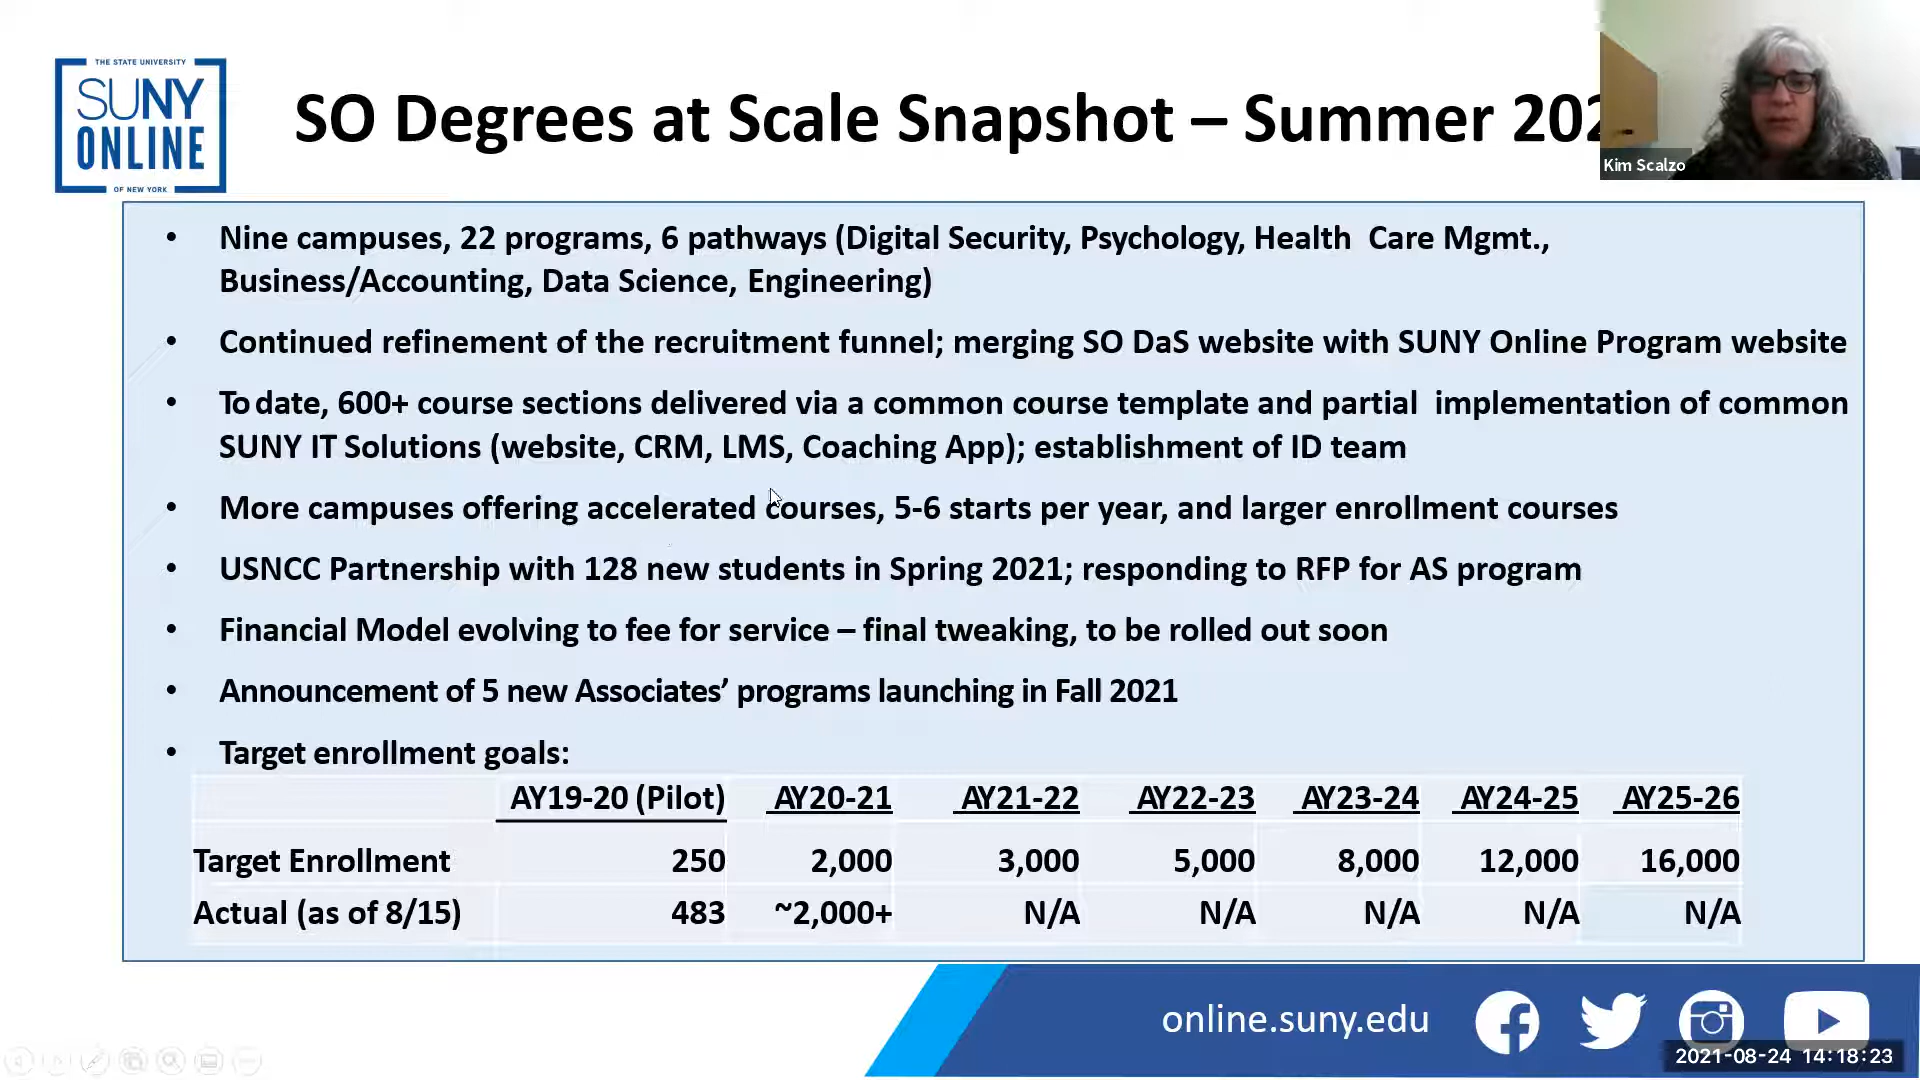 THE STATE UNIVERSITY
SUNY
ONLINE
OF NEW YORK
SO Degrees at Scale Snapshot – Summer 202
Kim Scalzo
• Nine campuses, 22 programs, 6 pathways (Digital Security, Psychology, Health Care Mgmt.,
Business/Accounting, Data Science, Engineering)
• Continued refinement of the recruitment funnel; merging SO DaS website with SUNY Online Program website
• To date, 600+ course sections delivered via a common course template and partial implementation of common
SUNY IT Solutions (website, CRM, LMS, Coaching App); establishment of ID team
• More campuses offering accelerated courses, 5-6 starts per year, and larger enrollment courses
• USNCC Partnership with 128 new students in Spring 2021; responding to RFP for AS program
• Financial Model evolving to fee for service – final tweaking, to be rolled out soon
• Announcement of 5 new Associates’ programs launching in Fall 2021
• Target enrollment goals:
AY19-20 (Pilot) AY20-21 AY21-22 AY22-23 AY23-24 AY24-25 AY25-26
Target Enrollment 250 2,000 3,000 5,000 8,000 12,000 16,000
Actual (as of 8/15) 483 ~2,000+ N/A N/A N/A N/A N/A
online.suny.edu
2021-08-24 14:18:23